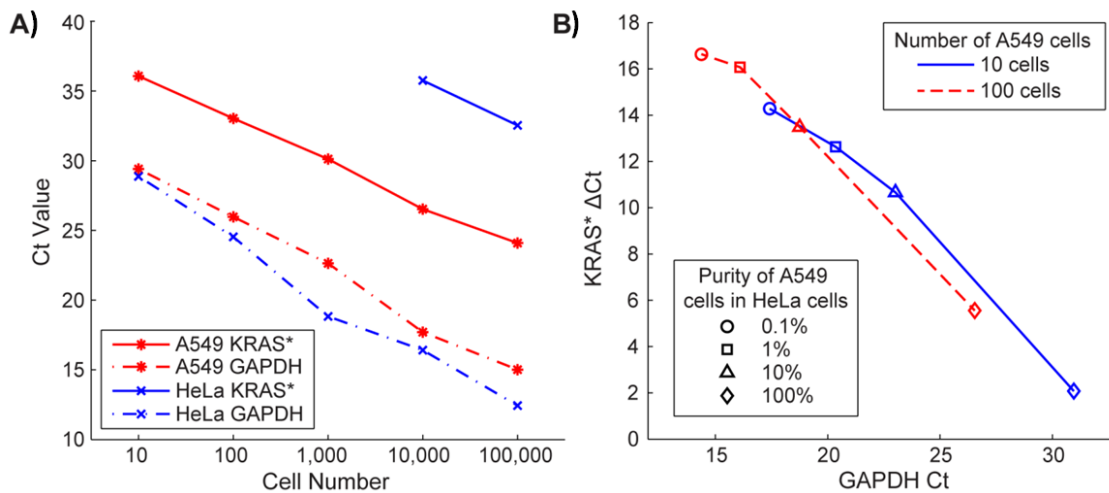 A)
40
35
30
25
20
15
10
Ct Value
A549 KRAS*
A549 GAPDH
HeLa KRAS*
HeLa GAPDH
10 100 1,000 10,000 100,000
Cell Number
B)
18
16
14
12
10
8
6
4
2
0
KRAS* ΔCt
Number of A549 cells
10 cells
100 cells
Purity of A549
cells in HeLa cells
0.1%
1%
10%
100%
15 20 25 30
GAPDH Ct